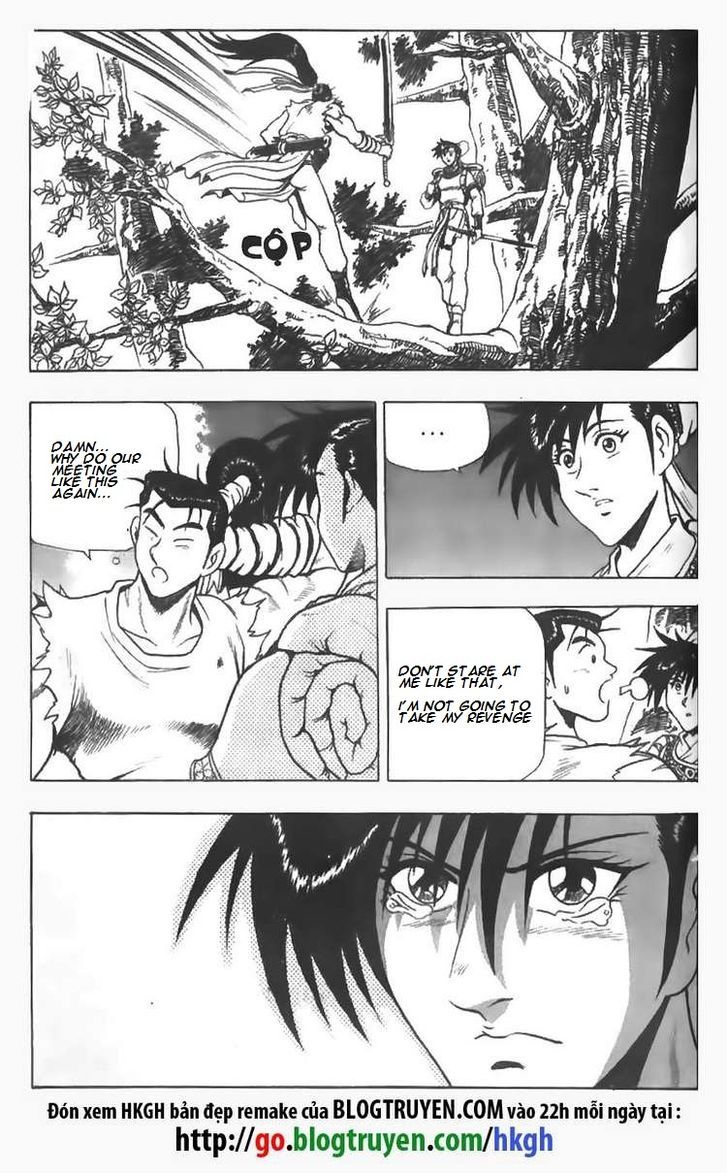 CỘP
DAMN...
WHY DO OUR
MEETING
LIKE THIS
AGAIN...
...
DON'T STARE AT
ME LIKE THAT,
I'M NOT GOING TO
TAKE MY REVENGE
Đón xem HKGH bản đẹp remake của BLOGTRUYEN.COM vào 22h mỗi ngày tại :
http://go.blogtruyen.com/hkgh